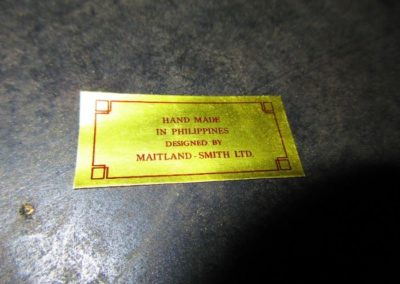 HAND MADE
IN PHILIPPINES
DESIGNED BY
MAITLAND-SMITH LTD.